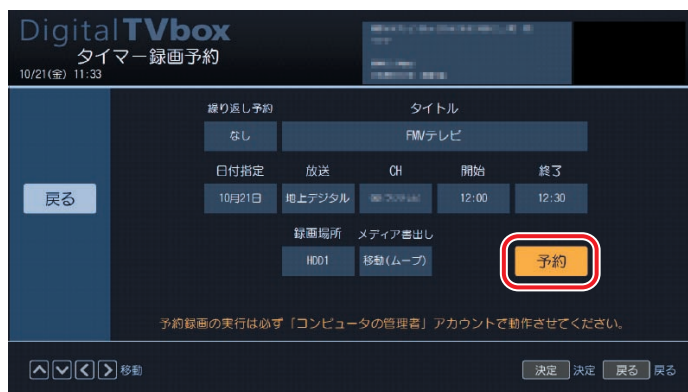 DigitalTVbox
タイマー録画予約
10/21(金) 11:33
繰り返し予約 タイトル
なし FMVテレビ
日付指定 放送 CH 開始 終了
戻る 10月21日 地上デジタル 12:00 12:30
録画場所 メディア書出し
HDD1 移動(ムーブ) 予約
予約録画の実行は必ず「コンピュータの管理者」アカウントで動作させてください。
移動 決定 決定 戻る 戻る